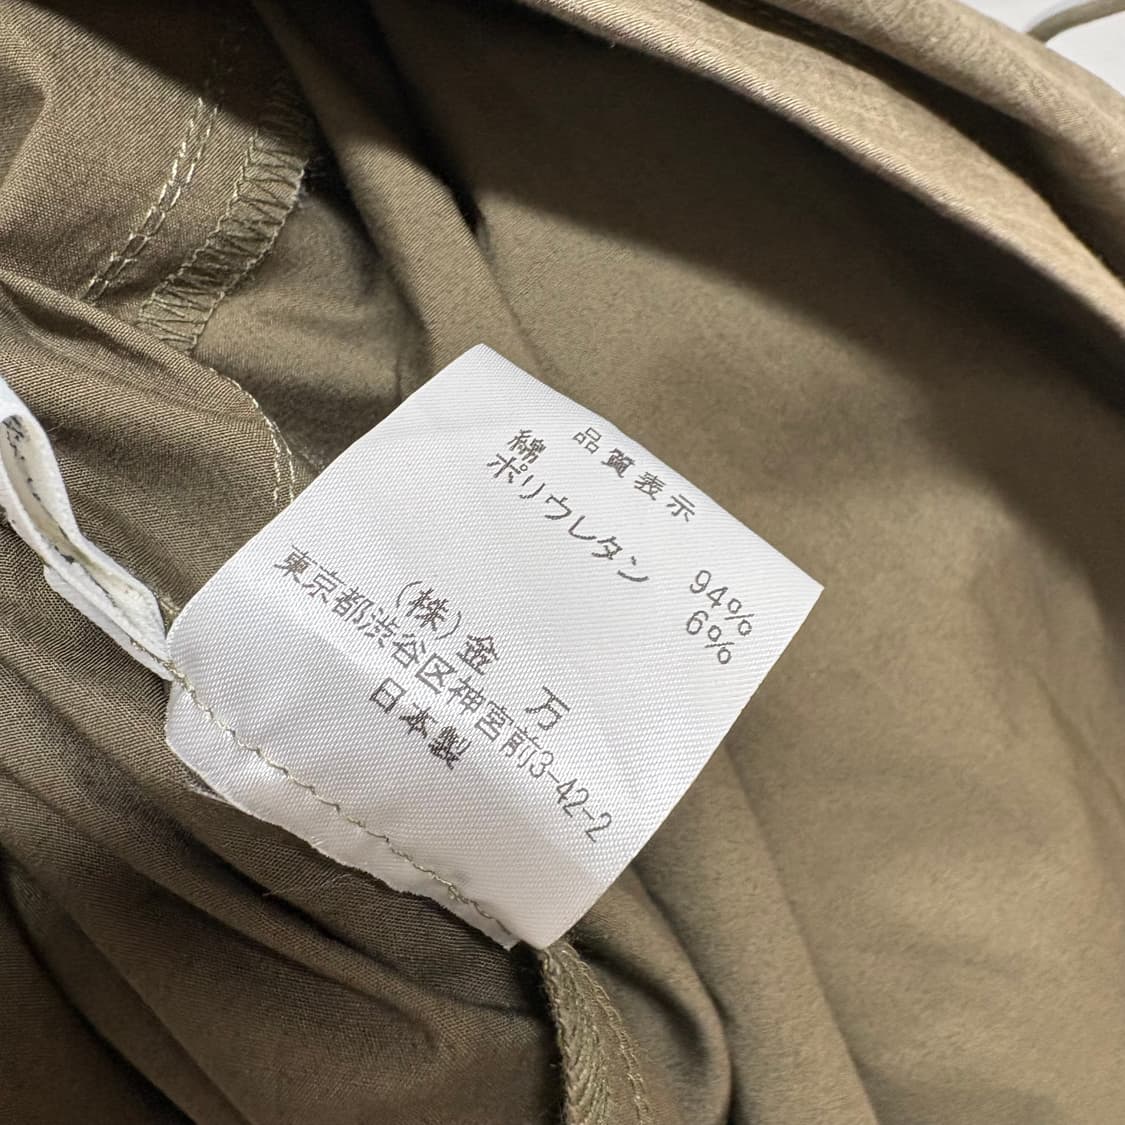 品質表示
綿 94%
ポリウレタン 6%
(株)金 万
東京都渋谷区神宮前3-42-2
日本製